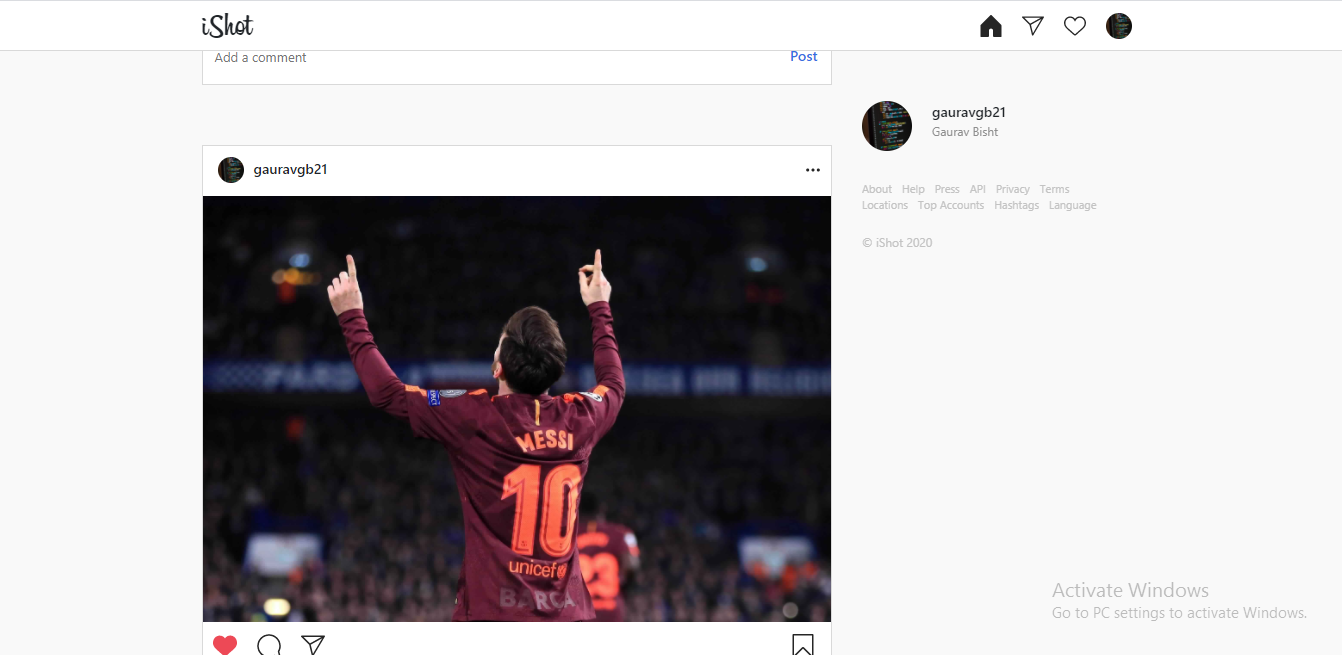 iShot
Add a comment
Post
gauravgb21
Gaurav Bisht
gauravgb21
About Help Press API Privacy Terms
Locations Top Accounts Hashtags Language
© iShot 2020
MESSI
10
unicef
BARCA
Activate Windows
Go to PC settings to activate Windows.